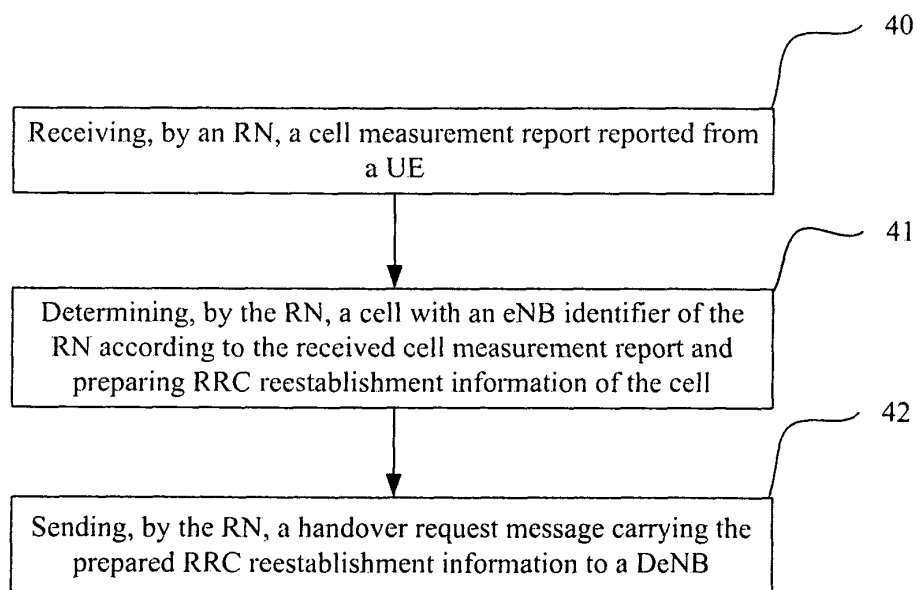 40
Receiving, by an RN, a cell measurement report reported from
a UE
41
Determining, by the RN, a cell with an eNB identifier of the
RN according to the received cell measurement report and
preparing RRC reestablishment information of the cell
42
Sending, by the RN, a handover request message carrying the
prepared RRC reestablishment information to a DeNB